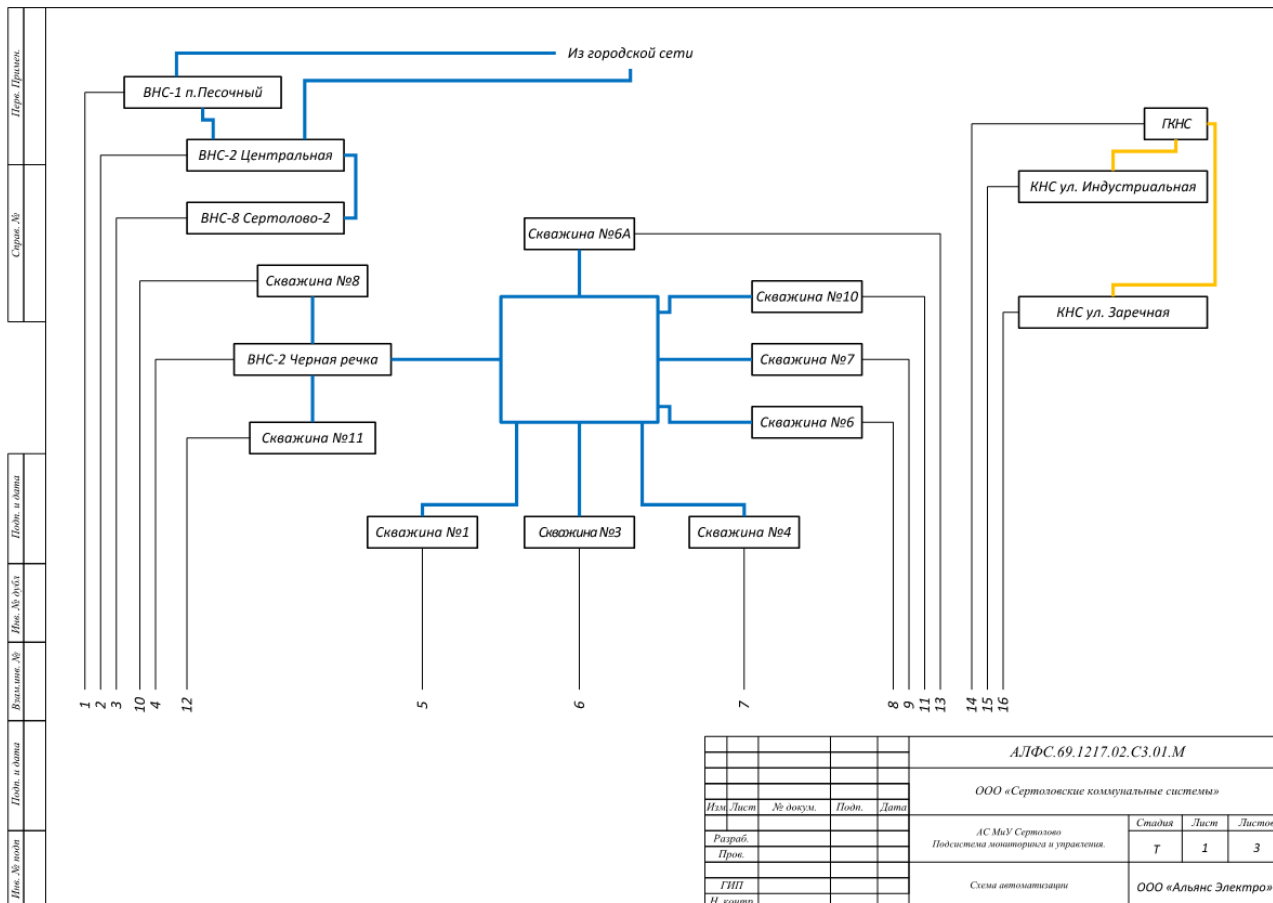 Из городской сети
ВНС-1 п.Песочный
ГКНС
ВНС-2 Центральная
КНС ул. Индустриальная
ВНС-8 Сертолово-2
Скважина №6А
Скважина №8
Скважина №10
КНС ул. Заречная
ВНС-2 Черная речка
Скважина №7
Скважина №11
Скважина №6
Скважина №1
Скважина №3
Скважина №4
1
2
3
10
4
12
5
6
7
8
9
11
13
14
15
16
Перв. Примен.
Справ. №
Подп. и дата
Инв. № дубл
Взам.инв. №
Подп. и дата
Инв. № подп
АЛФС.69.1217.02.С3.01.М
ООО «Сертоловские коммунальные системы»
Изм Лист № докум. Подп. Дата
АС МиУ Сертолово
Подсистема мониторинга и управления.
Стадия Лист Листов
Т 1 3
Разраб.
Пров.
ГИП
Н. контр
Схема автоматизации
ООО «Альянс Электро»